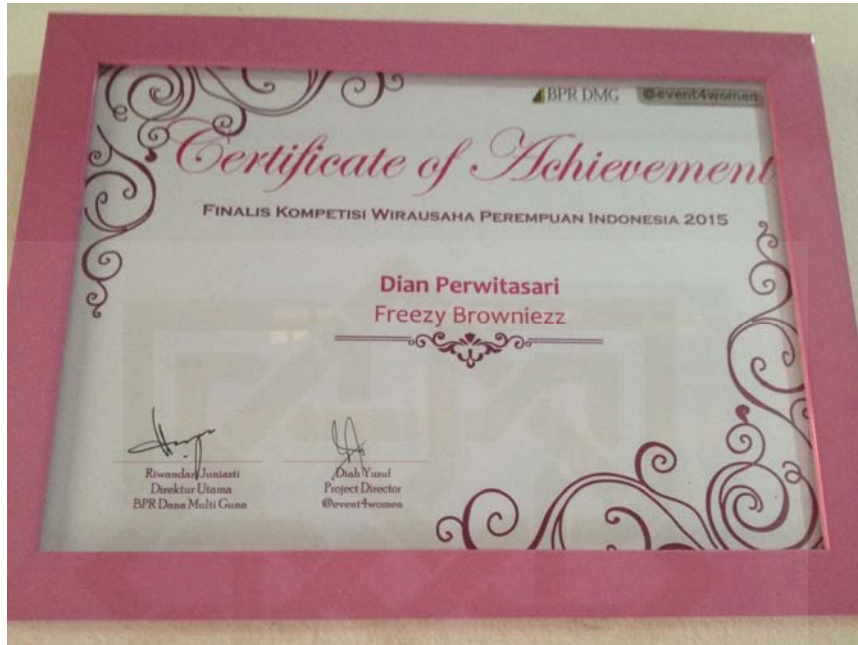 BPR DMG @event4women
Certificate of Achievement
FINALIS KOMPETISI WIRAUSAHA PEREMPUAN INDONESIA 2015
Dian Perwitasari
Freezy Browniezz
Riwandari Juniasti
Direktur Utama
BPR Dana Multi Guna
Diah Yusuf
Project Director
@event4women